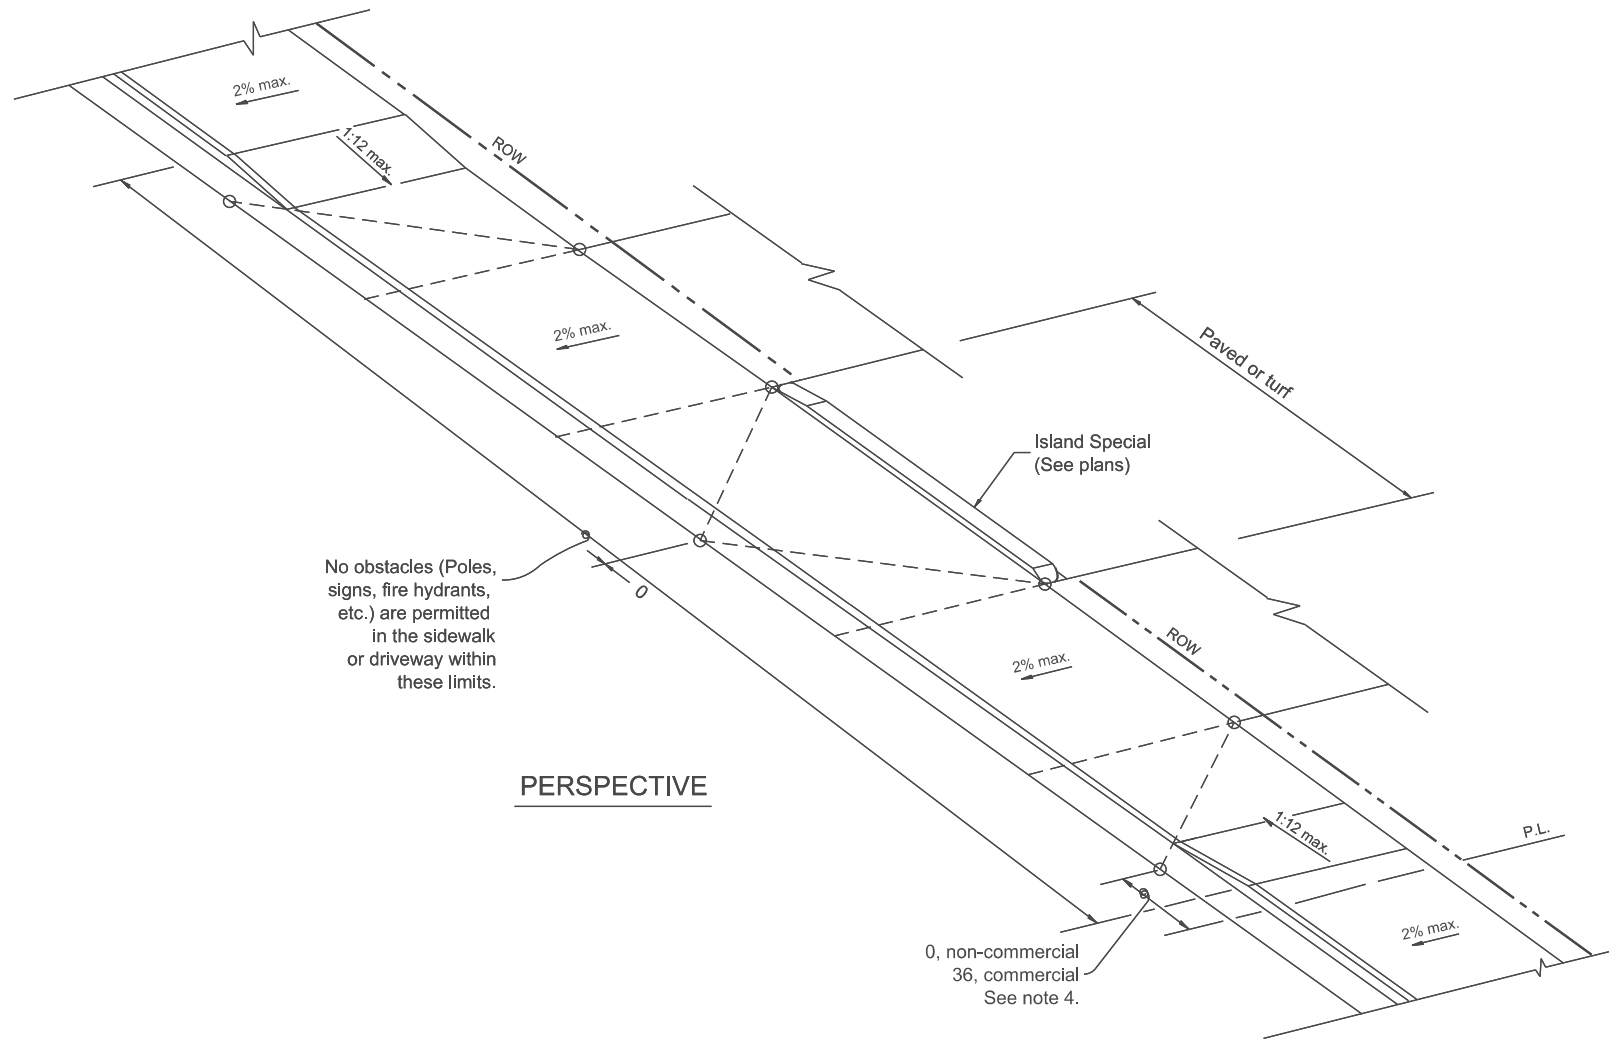 2% max.
1:12 max.
ROW
2% max.
Paved or turf
Island Special
(See plans)
No obstacles (Poles,
signs, fire hydrants,
etc.) are permitted
in the sidewalk
or driveway within
these limits.
0
ROW
2% max.
PERSPECTIVE
1:12 max.
P.L.
2% max.
0, non-commercial
36, commercial
See note 4.